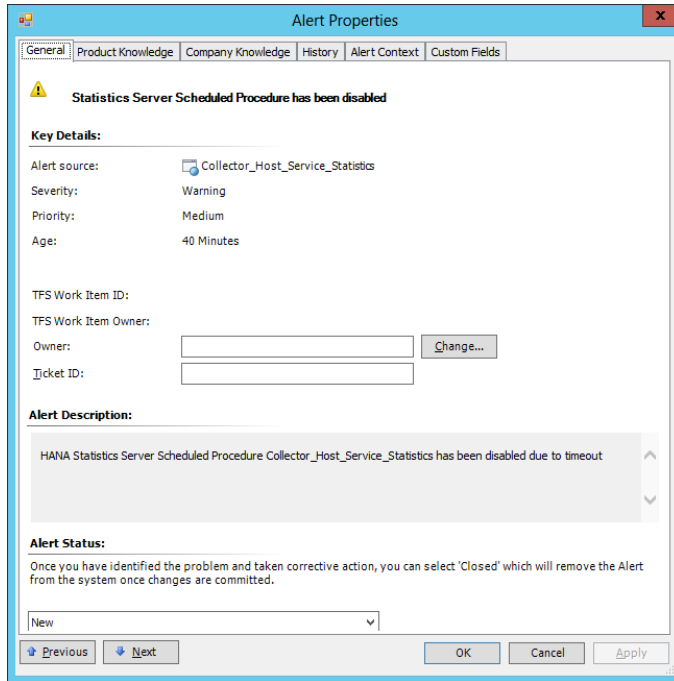 Alert Properties
x
General Product Knowledge Company Knowledge History Alert Context Custom Fields
Statistics Server Scheduled Procedure has been disabled
Key Details:
Alert source: Collector_Host_Service_Statistics
Severity: Warning
Priority: Medium
Age: 40 Minutes
TFS Work Item ID:
TFS Work Item Owner:
Owner: Change...
Ticket ID:
Alert Description:
HANA Statistics Server Scheduled Procedure Collector_Host_Service_Statistics has been disabled due to timeout
Alert Status:
Once you have identified the problem and taken corrective action, you can select 'Closed' which will remove the Alert
from the system once changes are committed.
New
Previous Next OK Cancel Apply